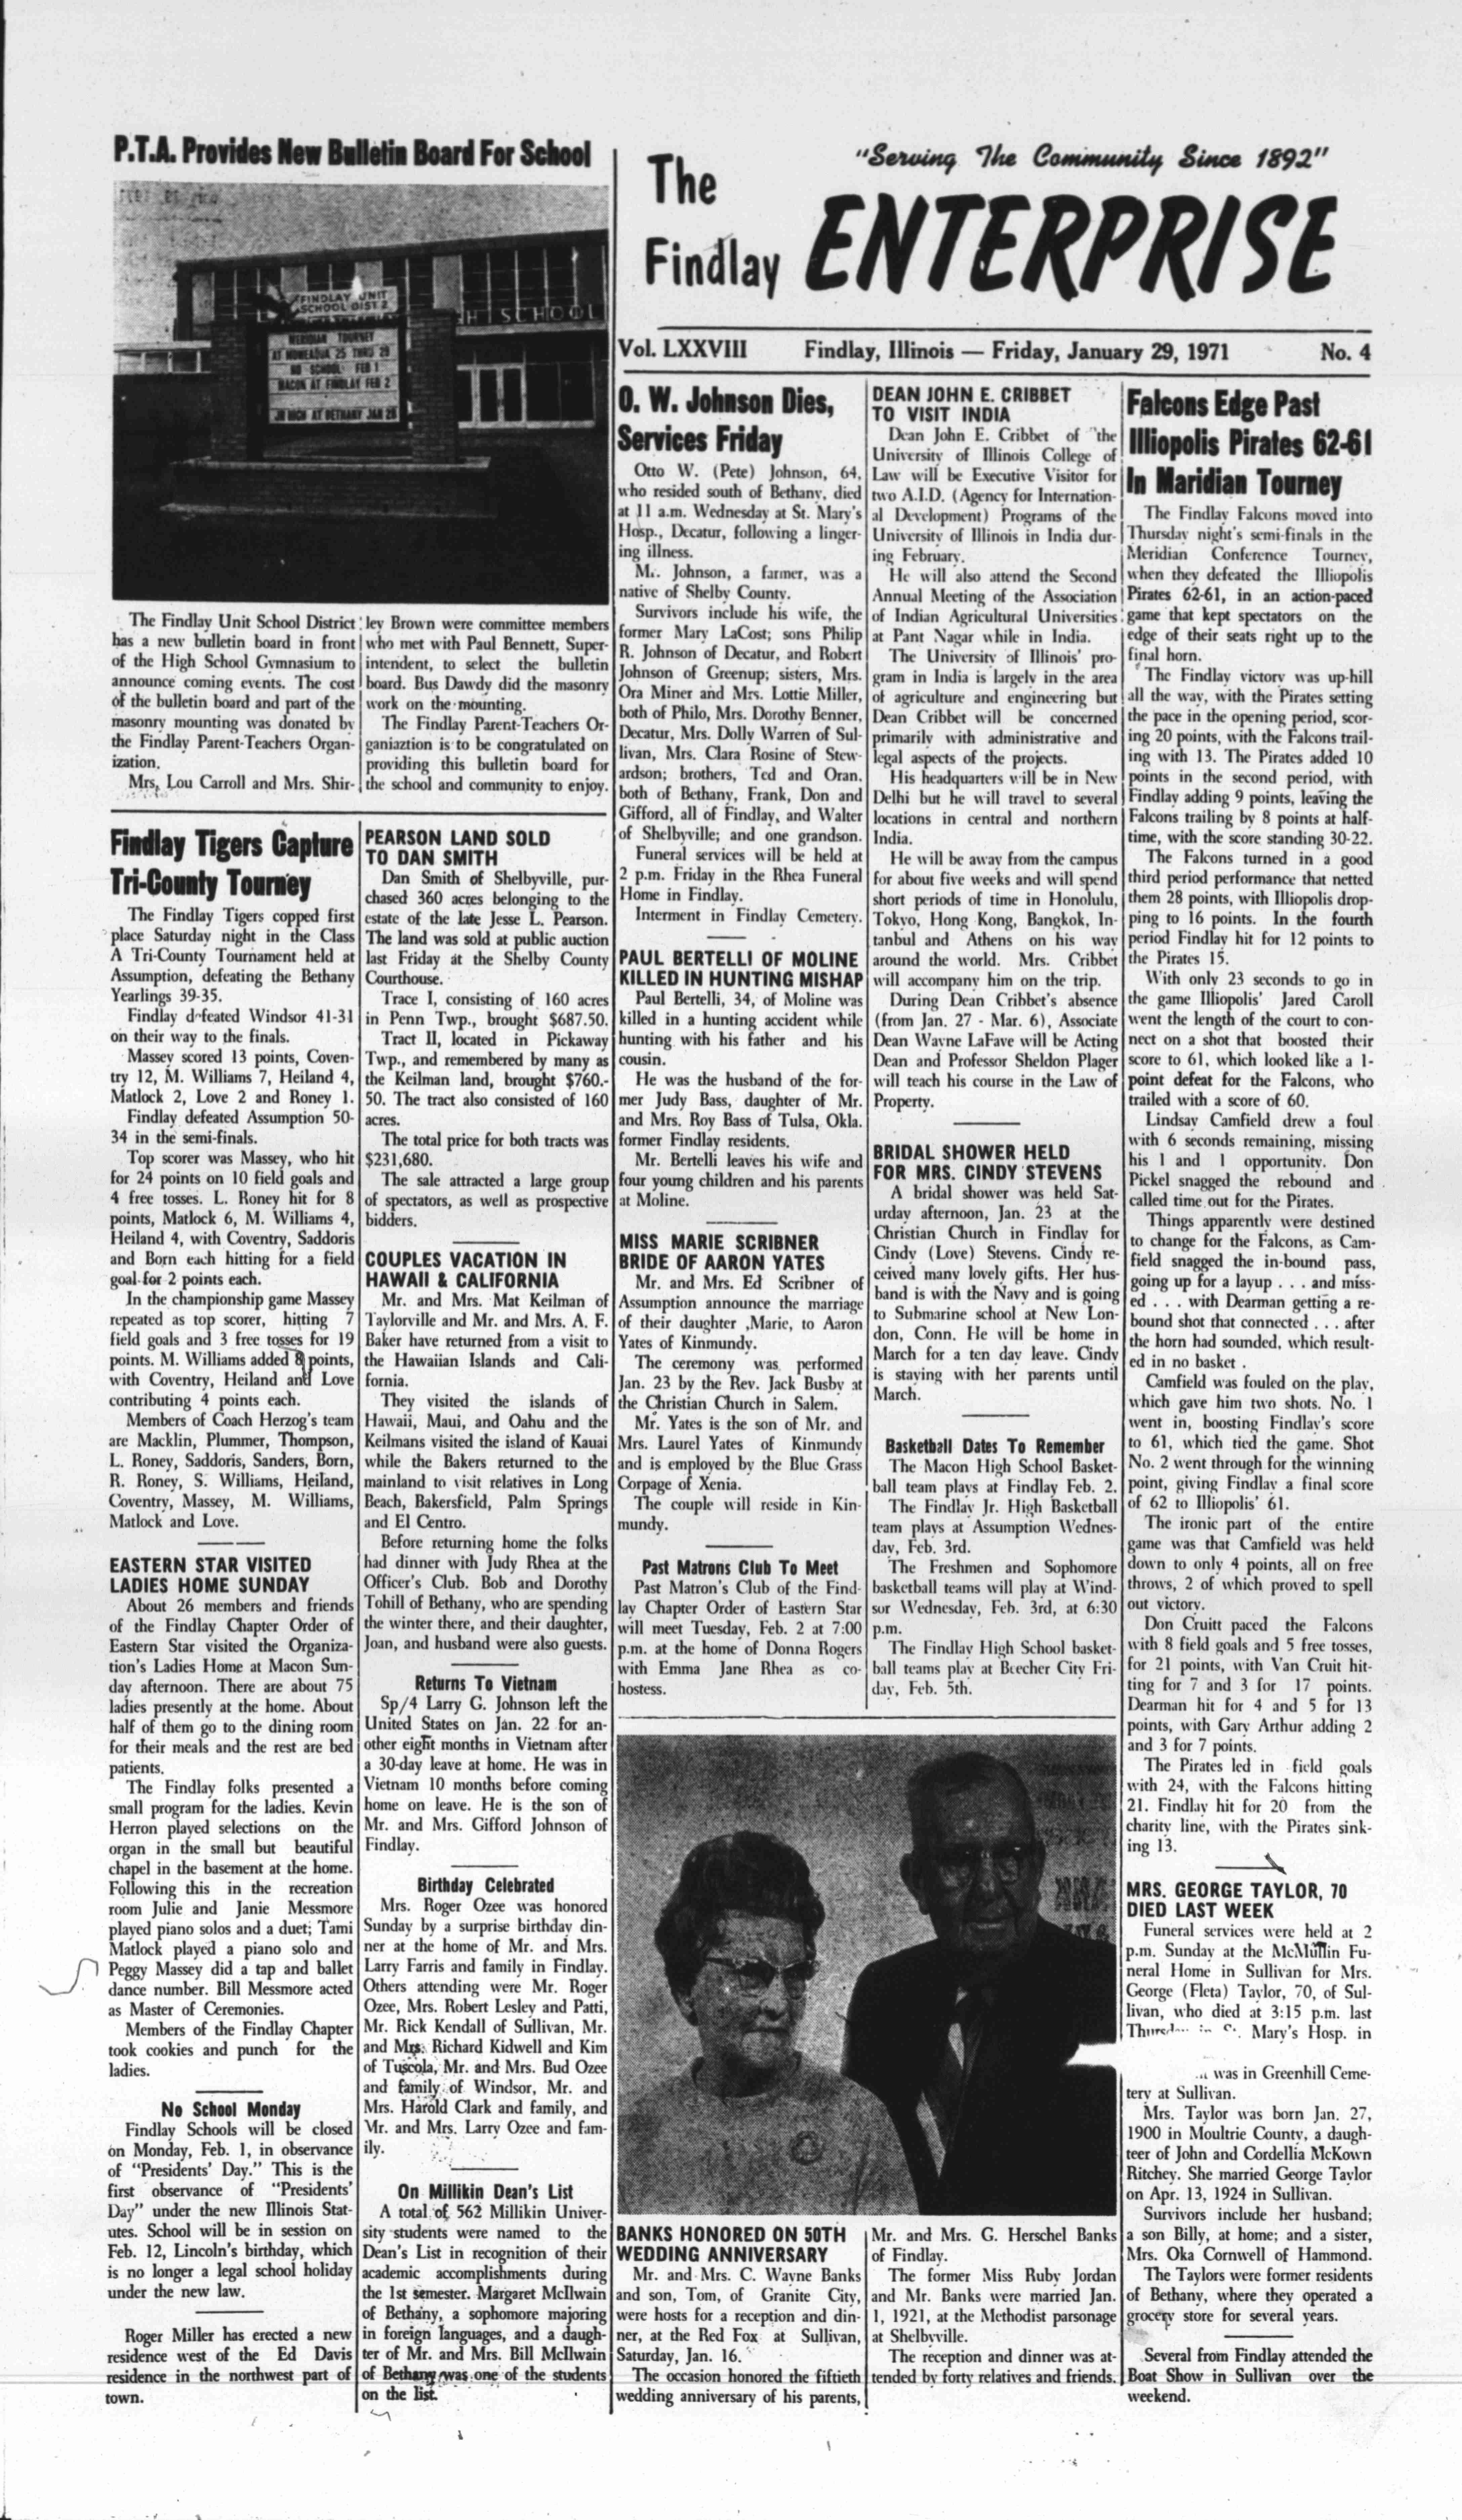 P.T.A. Provides New Bulletin Board For School
FINDLAY UNIT
SCHOOL DIST 2
H SCHOOL
MERIDIAN TOURNEY
AT MOWEAQUA 25 THRU 29
NO SCHOOL FEB 1
MACON AT FINDLAY FEB 2
JR HIGH AT BETHANY JAN 28
The Findlay Unit School District
has a new bulletin board in front
of the High School Gymnasium to
announce coming events. The cost
of the bulletin board and part of the
masonry mounting was donated by
the Findlay Parent-Teachers Organ-
ization.
Mrs. Lou Carroll and Mrs. Shir-
ley Brown were committee members
who met with Paul Bennett, Super-
intendent, to select the bulletin
board. Bus Dawdy did the masonry
work on the mounting.
The Findlay Parent-Teachers Or-
ganiaztion is to be congratulated on
providing this bulletin board for
the school and community to enjoy.
"Serving The Community Since 1892"
The
Findlay
ENTERPRISE
Vol. LXXVIII Findlay, Illinois — Friday, January 29, 1971 No. 4
Findlay Tigers Capture
Tri-County Tourney
The Findlay Tigers copped first
place Saturday night in the Class
A Tri-County Tournament held at
Assumption, defeating the Bethany
Yearlings 39-35.
Findlay defeated Windsor 41-31
on their way to the finals.
Massey scored 13 points, Coven-
try 12, M. Williams 7, Heiland 4,
Matlock 2, Love 2 and Roney 1.
Findlay defeated Assumption 50-
34 in the semi-finals.
Top scorer was Massey, who hit
for 24 points on 10 field goals and
4 free tosses. L. Roney hit for 8
points, Matlock 6, M. Williams 4,
Heiland 4, with Coventry, Saddoris
and Born each hitting for a field
goal for 2 points each.
In the championship game Massey
repeated as top scorer, hitting 7
field goals and 3 free tosses for 19
points. M. Williams added 8 points,
with Coventry, Heiland and Love
contributing 4 points each.
Members of Coach Herzog's team
are Macklin, Plummer, Thompson,
L. Roney, Saddoris, Sanders, Born,
R. Roney, S. Williams, Heiland,
Coventry, Massey, M. Williams,
Matlock and Love.
EASTERN STAR VISITED
LADIES HOME SUNDAY
About 26 members and friends
of the Findlay Chapter Order of
Eastern Star visited the Organiza-
tion's Ladies Home at Macon Sun-
day afternoon. There are about 75
ladies presently at the home. About
half of them go to the dining room
for their meals and the rest are bed
patients.
The Findlay folks presented a
small program for the ladies. Kevin
Herron played selections on the
organ in the small but beautiful
chapel in the basement at the home.
Following this in the recreation
room Julie and Janie Messmore
played piano solos and a duet; Tami
Matlock played a piano solo and
Peggy Massey did a tap and ballet
dance number. Bill Messmore acted
as Master of Ceremonies.
Members of the Findlay Chapter
took cookies and punch for the
ladies.
No School Monday
Findlay Schools will be closed
on Monday, Feb. 1, in observance
of "Presidents' Day." This is the
first observance of "Presidents'
Day" under the new Illinois Stat-
utes. School will be in session on
Feb. 12, Lincoln's birthday, which
is no longer a legal school holiday
under the new law.
Roger Miller has erected a new
residence west of the Ed Davis
residence in the northwest part of
town.
PEARSON LAND SOLD
TO DAN SMITH
Dan Smith of Shelbyville, pur-
chased 360 acres belonging to the
estate of the late Jesse L. Pearson.
The land was sold at public auction
last Friday at the Shelby County
Courthouse.
Trace I, consisting of 160 acres
in Penn Twp., brought $687.50.
Tract II, located in Pickaway
Twp., and remembered by many as
the Keilman land, brought $760.-
50. The tract also consisted of 160
acres.
The total price for both tracts was
$231,680.
The sale attracted a large group
of spectators, as well as prospective
bidders.
COUPLES VACATION IN
HAWAII & CALIFORNIA
Mr. and Mrs. Mat Keilman of
Taylorville and Mr. and Mrs. A. F.
Baker have returned from a visit to
the Hawaiian Islands and Cali-
fornia.
They visited the islands of
Hawaii, Maui, and Oahu and the
Keilmans visited the island of Kauai
while the Bakers returned to the
mainland to visit relatives in Long
Beach, Bakersfield, Palm Springs
and El Centro.
Before returning home the folks
had dinner with Judy Rhea at the
Officer's Club. Bob and Dorothy
Tohill of Bethany, who are spending
the winter there, and their daughter,
Joan, and husband were also guests.
Returns To Vietnam
Sp/4 Larry G. Johnson left the
United States on Jan. 22 for an-
other eight months in Vietnam after
a 30-day leave at home. He was in
Vietnam 10 months before coming
home on leave. He is the son of
Mr. and Mrs. Gifford Johnson of
Findlay.
Birthday Celebrated
Mrs. Roger Ozee was honored
Sunday by a surprise birthday din-
ner at the home of Mr. and Mrs.
Larry Farris and family in Findlay.
Others attending were Mr. Roger
Ozee, Mrs. Robert Lesley and Patti,
Mr. Rick Kendall of Sullivan, Mr.
and Mrs. Richard Kidwell and Kim
of Tuscola, Mr. and Mrs. Bud Ozee
and family of Windsor, Mr. and
Mrs. Harold Clark and family, and
Mr. and Mrs. Larry Ozee and fam-
ily.
On Millikin Dean's List
A total of 562 Millikin Univer-
sity students were named to the
Dean's List in recognition of their
academic accomplishments during
the 1st semester. Margaret McIlwain
of Bethany, a sophomore majoring
in foreign languages, and a daugh-
ter of Mr. and Mrs. Bill McIlwain
of Bethany was one of the students
on the list.
O. W. Johnson Dies,
Services Friday
Otto W. (Pete) Johnson, 64,
who resided south of Bethany, died
at 11 a.m. Wednesday at St. Mary's
Hosp., Decatur, following a linger-
ing illness.
Mr. Johnson, a farmer, was a
native of Shelby County.
Survivors include his wife, the
former Mary LaCost; sons Philip
R. Johnson of Decatur, and Robert
Johnson of Greenup; sisters, Mrs.
Ora Miner and Mrs. Lottie Miller,
both of Philo, Mrs. Dorothy Benner,
Decatur, Mrs. Dolly Warren of Sul-
livan, Mrs. Clara Rosine of Stew-
ardson; brothers, Ted and Oran,
both of Bethany, Frank, Don and
Gifford, all of Findlay, and Walter
of Shelbyville; and one grandson.
Funeral services will be held at
2 p.m. Friday in the Rhea Funeral
Home in Findlay.
Interment in Findlay Cemetery.
PAUL BERTELLI OF MOLINE
KILLED IN HUNTING MISHAP
Paul Bertelli, 34, of Moline was
killed in a hunting accident while
hunting with his father and his
cousin.
He was the husband of the for-
mer Judy Bass, daughter of Mr.
and Mrs. Roy Bass of Tulsa, Okla.
former Findlay residents.
Mr. Bertelli leaves his wife and
four young children and his parents
at Moline.
MISS MARIE SCRIBNER
BRIDE OF AARON YATES
Mr. and Mrs. Ed Scribner of
Assumption announce the marriage
of their daughter ,Marie, to Aaron
Yates of Kinmundy.
The ceremony was performed
Jan. 23 by the Rev. Jack Busby at
the Christian Church in Salem.
Mr. Yates is the son of Mr. and
Mrs. Laurel Yates of Kinmundy
and is employed by the Blue Grass
Corpage of Xenia.
The couple will reside in Kin-
mundy.
Past Matrons Club To Meet
Past Matron's Club of the Find-
lay Chapter Order of Eastern Star
will meet Tuesday, Feb. 2 at 7:00
p.m. at the home of Donna Rogers
with Emma Jane Rhea as co-
hostess.
DEAN JOHN E. CRIBBET
TO VISIT INDIA
Dean John E. Cribbet of the
University of Illinois College of
Law will be Executive Visitor for
two A.I.D. (Agency for Internation-
al Development) Programs of the
University of Illinois in India dur-
ing February.
He will also attend the Second
Annual Meeting of the Association
of Indian Agricultural Universities
at Pant Nagar while in India.
The University of Illinois' pro-
gram in India is largely in the area
of agriculture and engineering but
Dean Cribbet will be concerned
primarily with administrative and
legal aspects of the projects.
His headquarters will be in New
Delhi but he will travel to several
locations in central and northern
India.
He will be away from the campus
for about five weeks and will spend
short periods of time in Honolulu,
Tokyo, Hong Kong, Bangkok, In-
tanbul and Athens on his way
around the world. Mrs. Cribbet
will accompany him on the trip.
During Dean Cribbet's absence
(from Jan. 27 - Mar. 6), Associate
Dean Wayne LaFave will be Acting
Dean and Professor Sheldon Plager
will teach his course in the Law of
Property.
BRIDAL SHOWER HELD
FOR MRS. CINDY STEVENS
A bridal shower was held Sat-
urday afternoon, Jan. 23 at the
Christian Church in Findlay for
Cindy (Love) Stevens. Cindy re-
ceived many lovely gifts. Her hus-
band is with the Navy and is going
to Submarine school at New Lon-
don, Conn. He will be home in
March for a ten day leave. Cindy
is staying with her parents until
March.
Basketball Dates To Remember
The Macon High School Basket-
ball team plays at Findlay Feb. 2.
The Findlay Jr. High Basketball
team plays at Assumption Wednes-
day, Feb. 3rd.
The Freshmen and Sophomore
basketball teams will play at Wind-
sor Wednesday, Feb. 3rd, at 6:30
p.m.
The Findlay High School basket-
ball teams play at Beecher City Fri-
day, Feb. 5th.
BANKS HONORED ON 50TH
WEDDING ANNIVERSARY
Mr. and Mrs. C. Wayne Banks
and son, Tom, of Granite City,
were hosts for a reception and din-
ner, at the Red Fox at Sullivan,
Saturday, Jan. 16.
The occasion honored the fiftieth
wedding anniversary of his parents,
Mr. and Mrs. G. Herschel Banks
of Findlay.
The former Miss Ruby Jordan
and Mr. Banks were married Jan.
1, 1921, at the Methodist parsonage
at Shelbyville.
The reception and dinner was at-
tended by forty relatives and friends.
Falcons Edge Past
Illiopolis Pirates 62-61
In Maridian Tourney
The Findlay Falcons moved into
Thursday night's semi-finals in the
Meridian Conference Tourney,
when they defeated the Illiopolis
Pirates 62-61, in an action-paced
game that kept spectators on the
edge of their seats right up to the
final horn.
The Findlay victory was up-hill
all the way, with the Pirates setting
the pace in the opening period, scor-
ing 20 points, with the Falcons trail-
ing with 13. The Pirates added 10
points in the second period, with
Findlay adding 9 points, leaving the
Falcons trailing by 8 points at half-
time, with the score standing 30-22.
The Falcons turned in a good
third period performance that netted
them 28 points, with Illiopolis drop-
ping to 16 points. In the fourth
period Findlay hit for 12 points to
the Pirates 15.
With only 23 seconds to go in
the game Illiopolis' Jared Caroll
went the length of the court to con-
nect on a shot that boosted their
score to 61, which looked like a 1-
point defeat for the Falcons, who
trailed with a score of 60.
Lindsay Camfield drew a foul
with 6 seconds remaining, missing
his 1 and 1 opportunity. Don
Pickel snagged the rebound and
called time out for the Pirates.
Things apparently were destined
to change for the Falcons, as Cam-
field snagged the in-bound pass,
going up for a layup . . . and miss-
ed . . . with Dearman getting a re-
bound shot that connected . . . after
the horn had sounded, which result-
ed in no basket .
Camfield was fouled on the play,
which gave him two shots. No. 1
went in, boosting Findlay's score
to 61, which tied the game. Shot
No. 2 went through for the winning
point, giving Findlay a final score
of 62 to Illiopolis' 61.
The ironic part of the entire
game was that Camfield was held
down to only 4 points, all on free
throws, 2 of which proved to spell
out victory.
Don Cruitt paced the Falcons
with 8 field goals and 5 free tosses,
for 21 points, with Van Cruit hit-
ting for 7 and 3 for 17 points.
Dearman hit for 4 and 5 for 13
points, with Gary Arthur adding 2
and 3 for 7 points.
The Pirates led in field goals
with 24, with the Falcons hitting
21. Findlay hit for 20 from the
charity line, with the Pirates sink-
ing 13.
MRS. GEORGE TAYLOR, 70
DIED LAST WEEK
Funeral services were held at 2
p.m. Sunday at the McMullin Fu-
neral Home in Sullivan for Mrs.
George (Fleta) Taylor, 70, of Sul-
livan, who died at 3:15 p.m. last
Mary's Hosp. in
was in Greenhill Ceme-
tery at Sullivan.
Mrs. Taylor was born Jan. 27,
1900 in Moultrie County, a daugh-
teer of John and Cordellia McKown
Ritchey. She married George Taylor
on Apr. 13, 1924 in Sullivan.
Survivors include her husband;
a son Billy, at home; and a sister,
Mrs. Oka Cornwell of Hammond.
The Taylors were former residents
of Bethany, where they operated a
grocery store for several years.
Several from Findlay attended the
Boat Show in Sullivan over the
weekend.